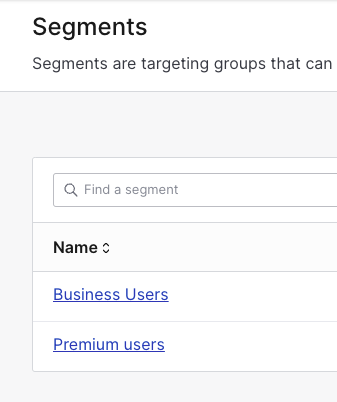 Segments
Segments are targeting groups that can
Find a segment
Name
Business Users
Premium users